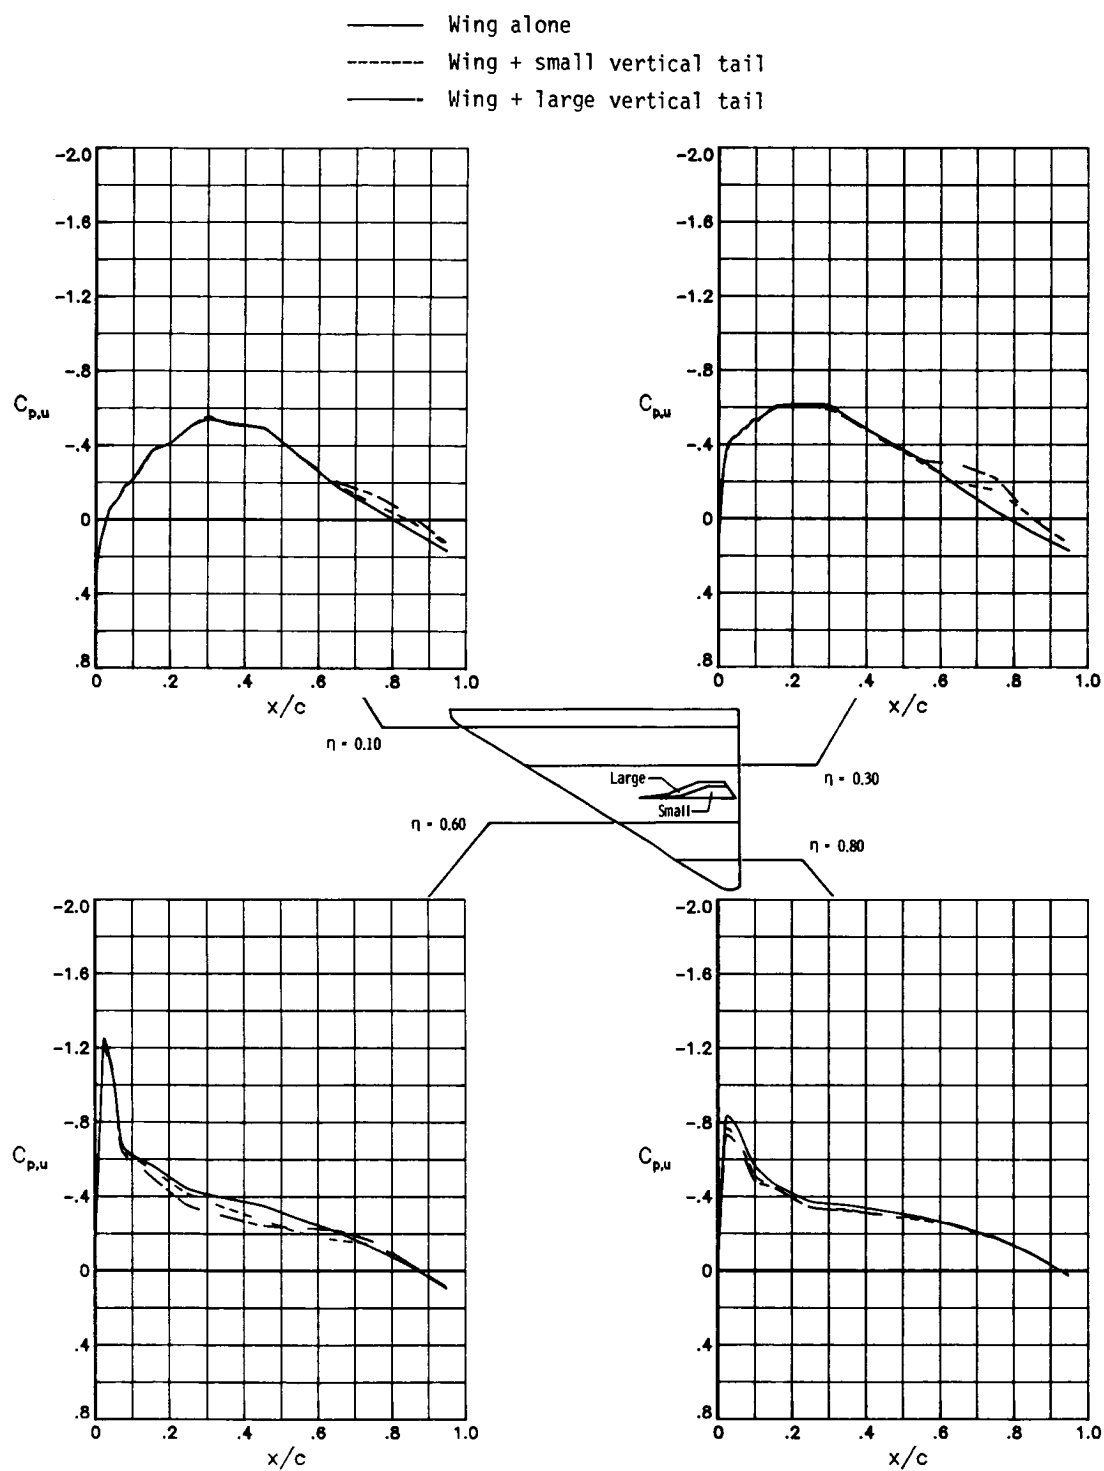 Wing alone
Wing + small vertical tail
Wing + large vertical tail
-2.0
-1.6
-1.2
-.8
-.4
0
.4
.8
C_p,u
0 .2 .4 .6 .8 1.0
x/c
-2.0
-1.6
-1.2
-.8
-.4
0
.4
.8
C_p,u
0 .2 .4 .6 .8 1.0
x/c
η = 0.10
Large
Small
η = 0.30
η = 0.60
η = 0.80
-2.0
-1.6
-1.2
-.8
-.4
0
.4
.8
C_p,u
0 .2 .4 .6 .8 1.0
x/c
-2.0
-1.6
-1.2
-.8
-.4
0
.4
.8
C_p,u
0 .2 .4 .6 .8 1.0
x/c